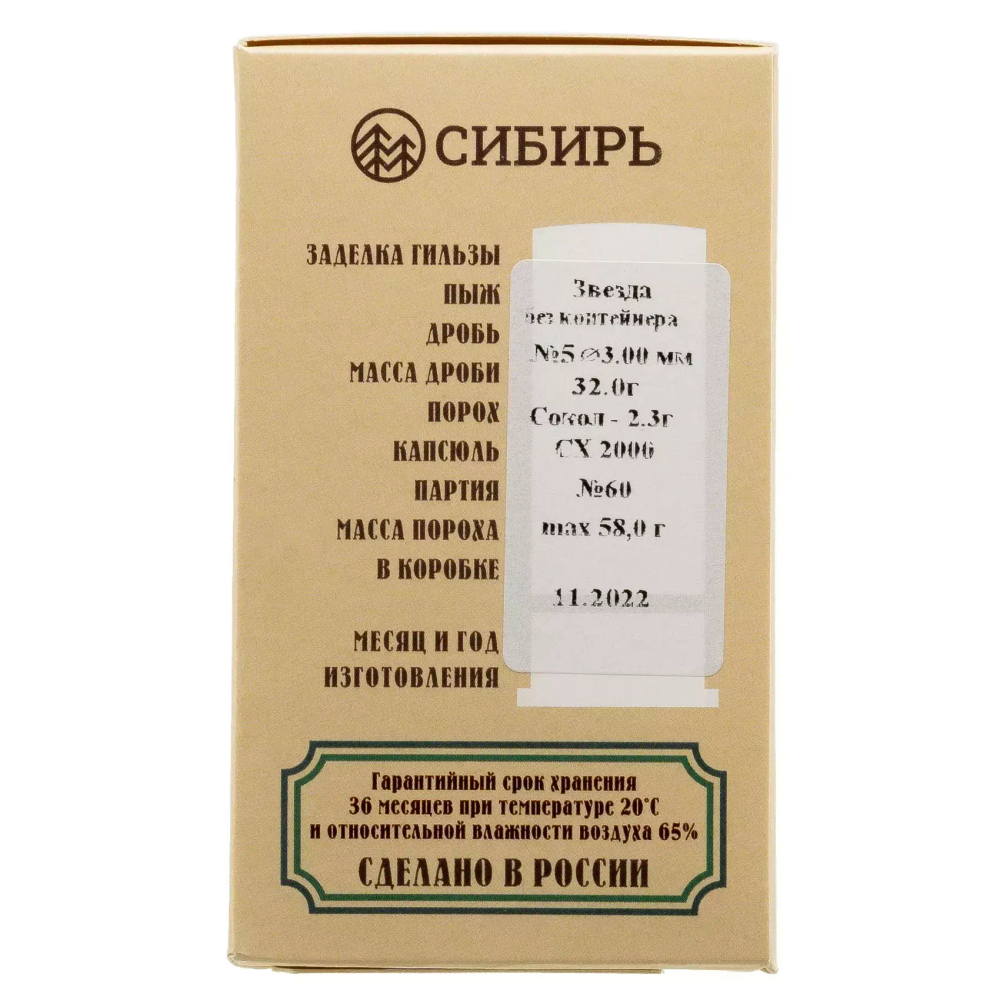 СИБИРЬ
ЗАДЕЛКА ГИЛЬЗЫ Звезда
ПЫЖ без контейнера
ДРОБЬ №5 ⌀3.00 мм
МАССА ДРОБИ 32.0г
ПОРОХ Сокол - 2.3г
КАПСЮЛЬ CX 2000
ПАРТИЯ №60
МАССА ПОРОХА max 58,0 г
В КОРОБКЕ
МЕСЯЦ И ГОД 11.2022
ИЗГОТОВЛЕНИЯ
Гарантийный срок хранения
36 месяцев при температуре 20°С
и относительной влажности воздуха 65%
СДЕЛАНО В РОССИИ